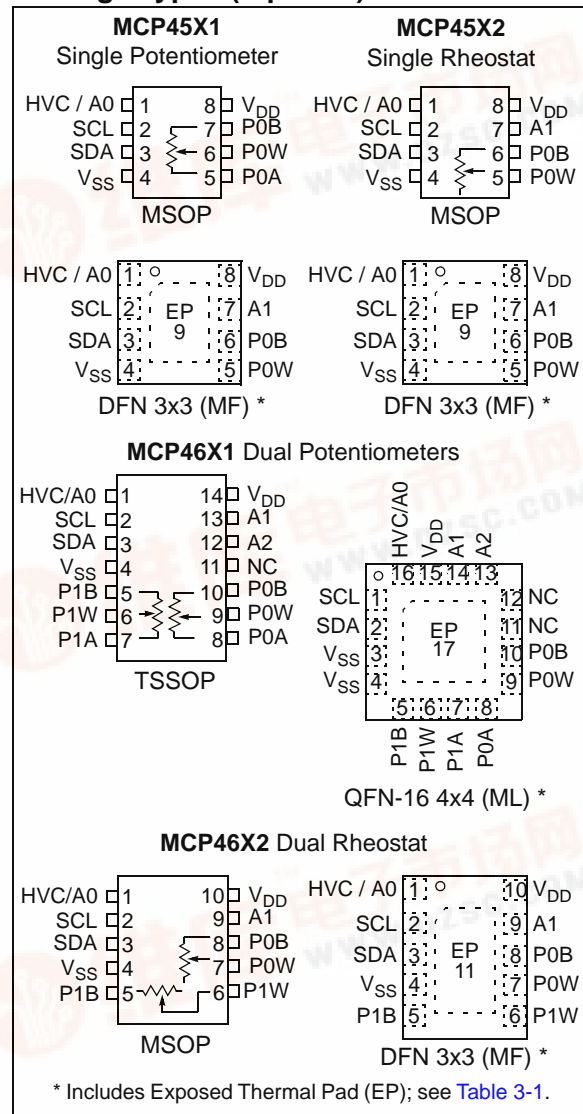 MCP45X1
Single Potentiometer
HVC / A0 1 8 VDD
SCL 2 7 P0B
SDA 3 6 P0W
VSS 4 5 P0A
MSOP
MCP45X2
Single Rheostat
HVC / A0 1 8 VDD
SCL 2 7 A1
SDA 3 6 P0B
VSS 4 5 P0W
MSOP
HVC / A0 1 8 VDD
SCL 2 EP 7 A1
SDA 3 9 6 P0B
VSS 4 5 P0W
DFN 3x3 (MF) *
HVC / A0 1 8 VDD
SCL 2 EP 7 A1
SDA 3 9 6 P0B
VSS 4 5 P0W
DFN 3x3 (MF) *
MCP46X1 Dual Potentiometers
HVC/A0 1 14 VDD
SCL 2 13 A1
SDA 3 12 A2
VSS 4 11 NC
P1B 5 10 P0B
P1W 6 9 P0W
P1A 7 8 P0A
TSSOP
HVC/A0 VDD A1 A2
16 15 14 13
SCL 1 12 NC
SDA 2 EP 11 NC
VSS 3 17 10 P0B
VSS 4 9 P0W
5 6 7 8
P1B P1W P1A P0A
QFN-16 4x4 (ML) *
MCP46X2 Dual Rheostat
HVC/A0 1 10 VDD
SCL 2 9 A1
SDA 3 8 P0B
VSS 4 7 P0W
P1B 5 6 P1W
MSOP
HVC / A0 1 10 VDD
SCL 2 9 A1
SDA 3 EP 8 P0B
VSS 4 11 7 P0W
P1B 5 6 P1W
DFN 3x3 (MF) *
* Includes Exposed Thermal Pad (EP); see Table 3-1.